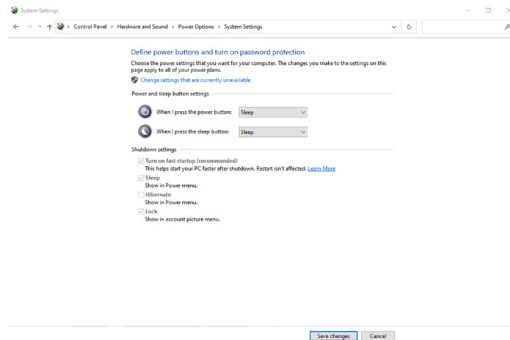 System Settings
Control Panel > Hardware and Sound > Power Options > System Settings
Define power buttons and turn on password protection
Choose the power settings that you want for your computer. The changes you make to the settings on this
page apply to all of your power plans.
Change settings that are currently unavailable
Power and sleep button settings
When I press the power button: Sleep
When I press the sleep button: Sleep
Shutdown settings
Turn on fast startup (recommended)
This helps start your PC faster after shutdown. Restart isn't affected. Learn More
Sleep
Show in Power menu.
Hibernate
Show in Power menu.
Lock
Show in account picture menu.
Save changes Cancel